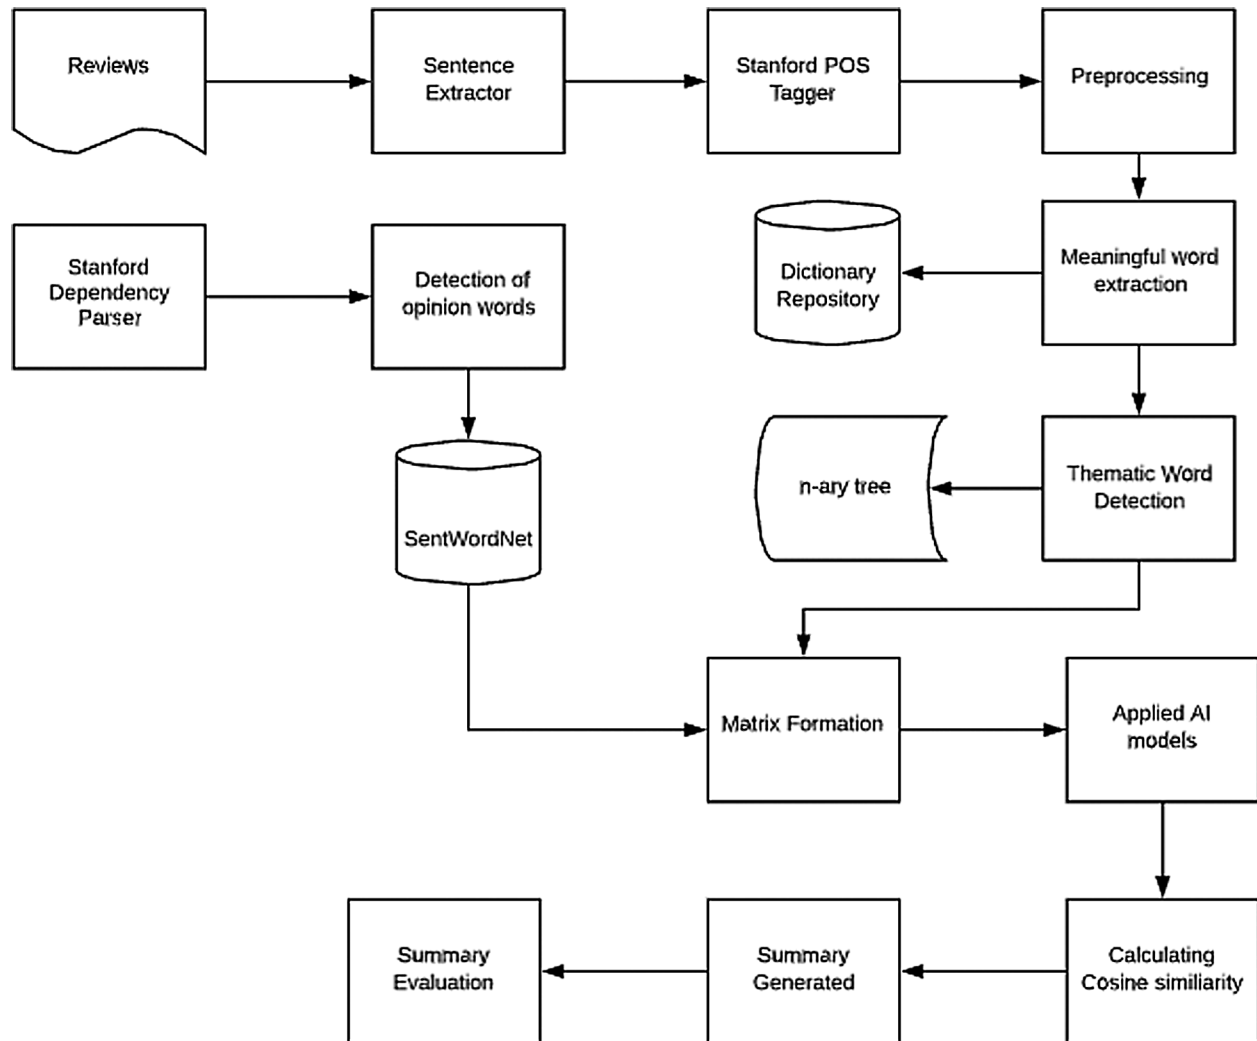 Reviews
Sentence
Extractor
Stanford POS
Tagger
Preprocessing
Stanford
Dependency
Parser
Detection of
opinion words
Dictionary
Repository
Meaningful word
extraction
SentWordNet
n-ary tree
Thematic Word
Detection
Matrix Formation
Applied AI
models
Summary
Evaluation
Summary
Generated
Calculating
Cosine similiarity